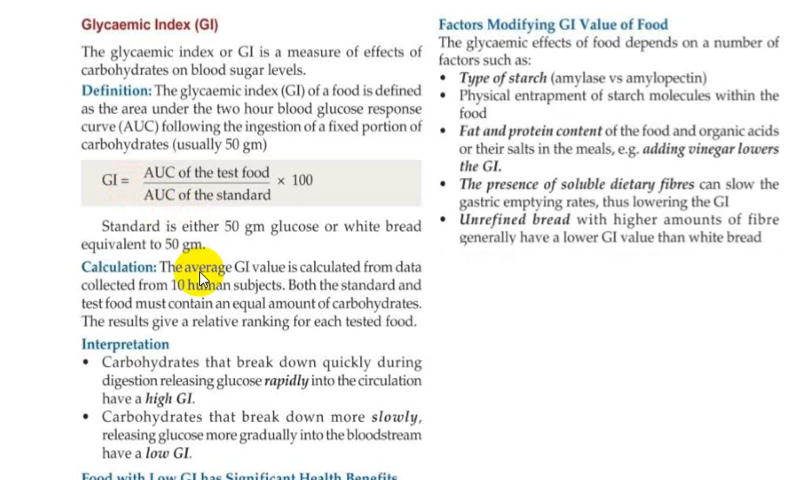 Glycaemic Index (GI)
The glycaemic index or GI is a measure of effects of
carbohydrates on blood sugar levels.
Definition: The glycaemic index (GI) of a food is defined
as the area under the two hour blood glucose response
curve (AUC) following the ingestion of a fixed portion of
carbohydrates (usually 50 gm)
GI = AUC of the test food / AUC of the standard × 100
Standard is either 50 gm glucose or white bread
equivalent to 50 gm.
Calculation: The average GI value is calculated from data
collected from 10 human subjects. Both the standard and
test food must contain an equal amount of carbohydrates.
The results give a relative ranking for each tested food.
Interpretation
• Carbohydrates that break down quickly during
digestion releasing glucose rapidly into the circulation
have a high GI.
• Carbohydrates that break down more slowly,
releasing glucose more gradually into the bloodstream
have a low GI.
Food with Low GI has Significant Health Benefits
Factors Modifying GI Value of Food
The glycaemic effects of food depends on a number of
factors such as:
• Type of starch (amylase vs amylopectin)
• Physical entrapment of starch molecules within the
food
• Fat and protein content of the food and organic acids
or their salts in the meals, e.g. adding vinegar lowers
the GI.
• The presence of soluble dietary fibres can slow the
gastric emptying rates, thus lowering the GI
• Unrefined bread with higher amounts of fibre
generally have a lower GI value than white bread